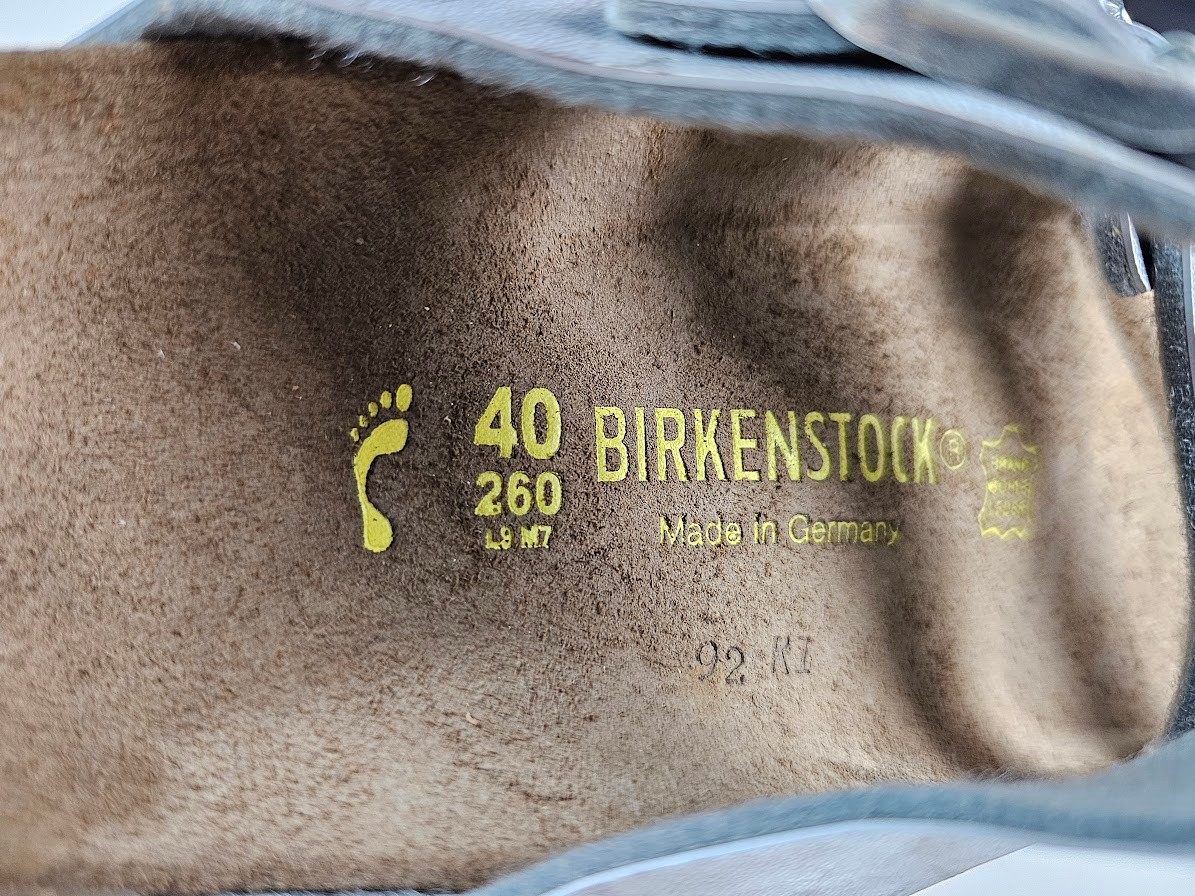 40
260
L9 M7
BIRKENSTOCK®
Made in Germany
92 KI